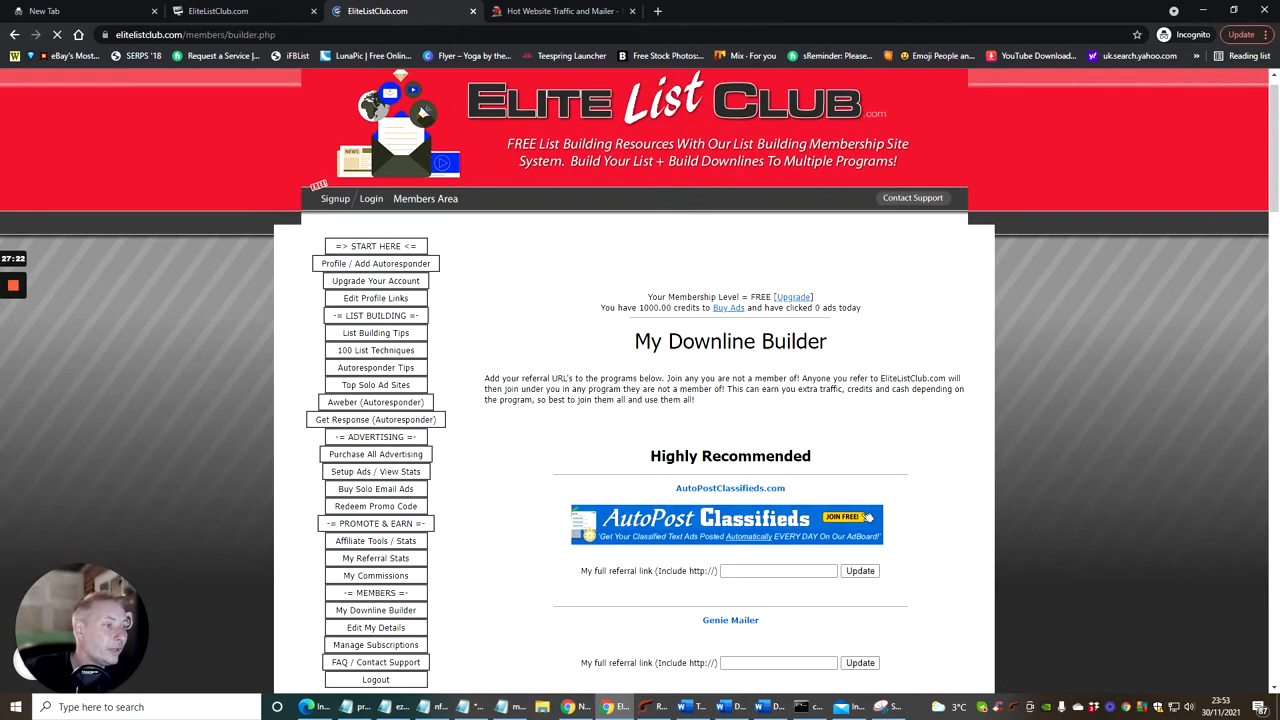 New Tab
EliteListClub.com
EliteListClub.com
Hot Website Traffic and Mailer -
elitelistclub.com/members/builder.php
Incognito
Update
eBay's Most...
SERPS '18
Request a Feature...
iFBList
LunaPic | Free Online...
Flyer – Yoga by the...
Teespring Launcher
Free Stock Footage...
Mix - For you
sReminder: Please...
Emoji People and...
YouTube Download...
uk.search.yahoo.com
Reading list
NEWS
ELITE List CLUB.com
FREE List Building Resources With Our List Building Membership Site
System. Build Your List + Build Downlines To Multiple Programs!
FREE!
Signup
Login
Members Area
Contact Support
27:22
=> START HERE <=
Profile / Add Autoresponder
Upgrade Your Account
Edit Profile Links
-= LIST BUILDING =-
List Building Tips
100 List Techniques
Autoresponder Tips
Top Solo Ad Sites
Aweber (Autoresponder)
Get Response (Autoresponder)
-= ADVERTISING =-
Purchase All Advertising
Setup Ads / View Stats
Buy Solo Email Ads
Redeem Promo Code
-= PROMOTE & EARN =-
Affiliate Tools / Stats
My Referral Stats
My Commissions
-= MEMBERS =-
My Downline Builder
Edit My Details
Manage Subscriptions
FAQ / Contact Support
Logout
Your Membership Level = FREE [Upgrade]
You have 1000.00 credits to Buy Ads and have clicked 0 ads today
My Downline Builder
Add your referral URL's to the programs below. Join any you are not a member of! Anyone you refer to EliteListClub.com will
then join under you in any program they are not a member of! This can earn you extra traffic, credits and cash depending on
the program, so best to join them all and use them all!
Highly Recommended
AutoPostClassifieds.com
AutoPost Classifieds JOIN FREE!
'Get Your Classified Text Ads Posted Automatically EVERY DAY On Our AdBoard!'
My full referral link (Include http://) Update
Genie Mailer
My full referral link (Include http://) Update
Type here to search
In...
pr...
nf...
"...
m...
N...
El...
R...
W...
T...
D...
C...
In...
S...
3°C
23:53
30/11/2021